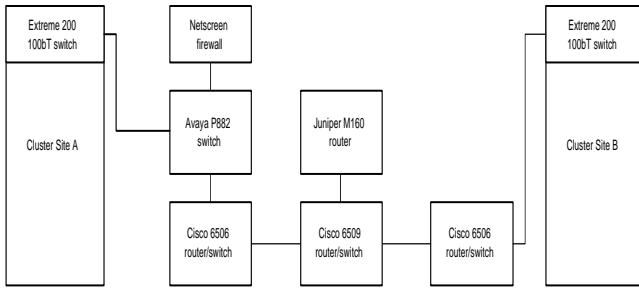 Extreme 200
100bT switch
Cluster Site A
Netscreen
firewall
Avaya P882
switch
Juniper M160
router
Cisco 6506
router/switch
Cisco 6509
router/switch
Cisco 6506
router/switch
Extreme 200
100bT switch
Cluster Site B